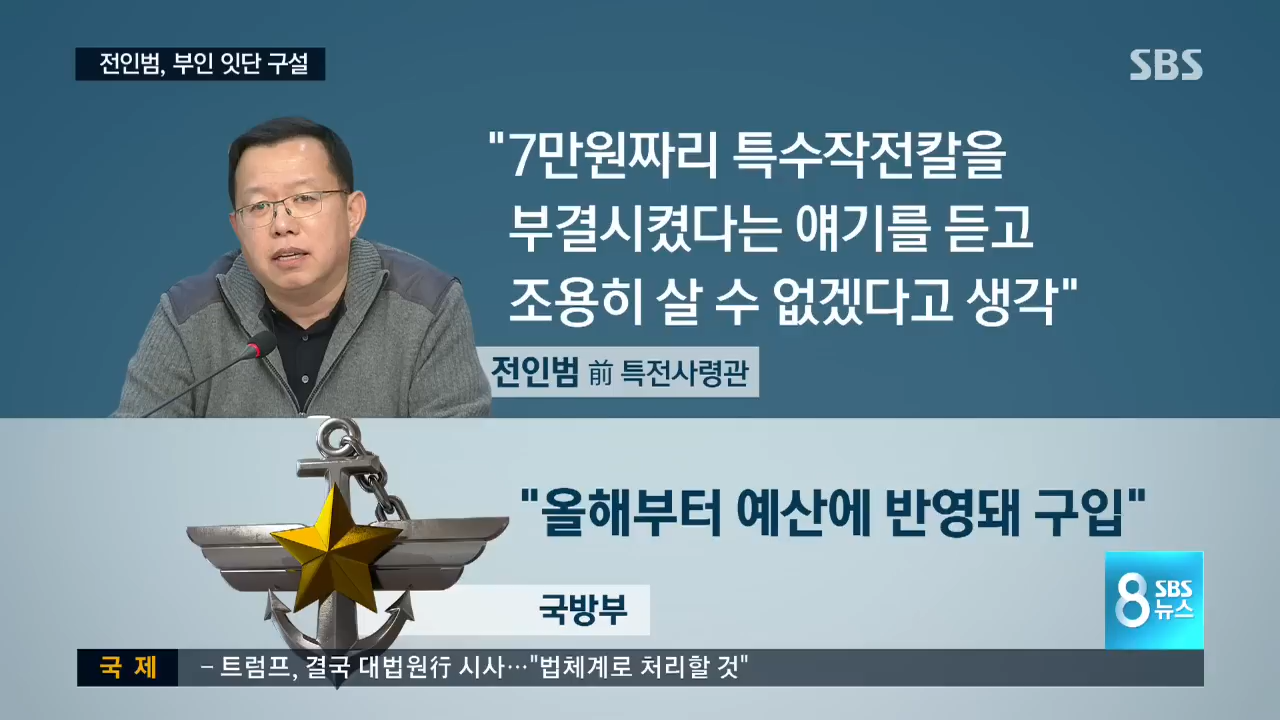 전인범, 부인 잇단 구설
SBS
"7만원짜리 특수작전칼을
부결시켰다는 얘기를 듣고
조용히 살 수 없겠다고 생각"
전인범 前 특전사령관
"올해부터 예산에 반영돼 구입"
국방부
8 SBS 뉴스
국 제 – 트럼프, 결국 대법원行 시사…"법체계로 처리할 것"